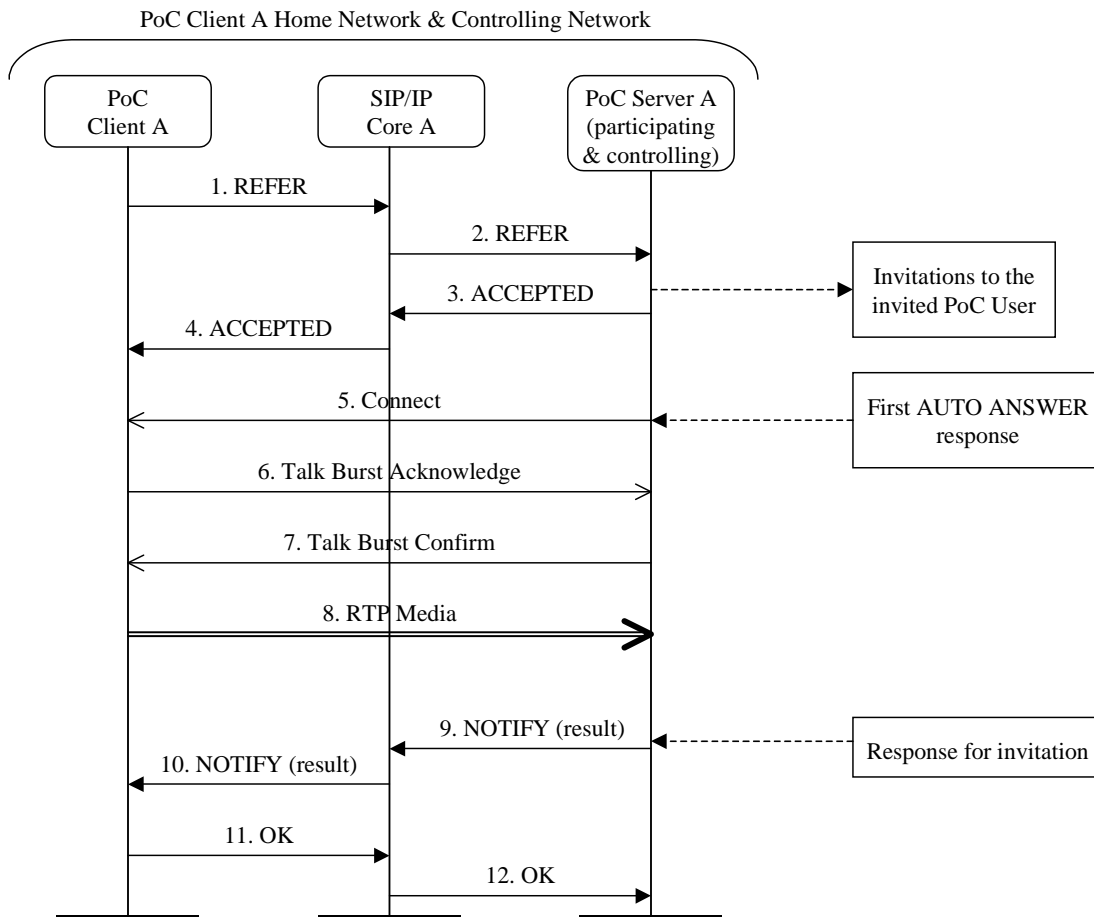 PoC Client A Home Network & Controlling Network
PoC
Client A
SIP/IP
Core A
PoC Server A
(participating
& controlling)
1. REFER
2. REFER
Invitations to the
invited PoC User
3. ACCEPTED
4. ACCEPTED
5. Connect
First AUTO ANSWER
response
6. Talk Burst Acknowledge
7. Talk Burst Confirm
8. RTP Media
9. NOTIFY (result)
Response for invitation
10. NOTIFY (result)
11. OK
12. OK